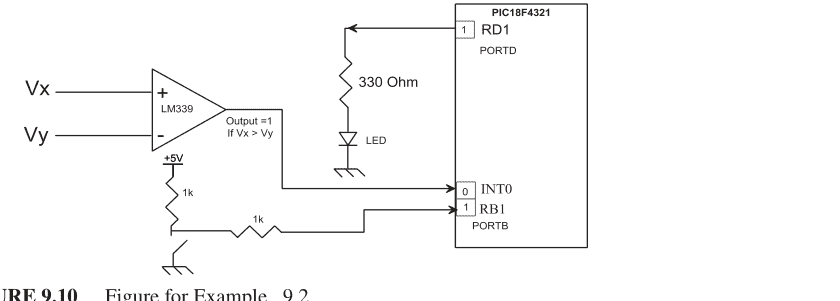 PIC18F4321
1 RD1
PORTD
330 Ohm
Vx
+
LM339
Output =1
If Vx > Vy
Vy
-
LED
+5V
1k
0 INT0
1 RB1
1k
PORTB
URE 9.10 Figure for Example 9.2